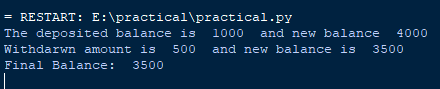 = RESTART: E:\practical\practical.py
The deposited balance is  1000  and new balance  4000
Withdarwn amount is  500  and new balance is  3500
Final Balance:  3500